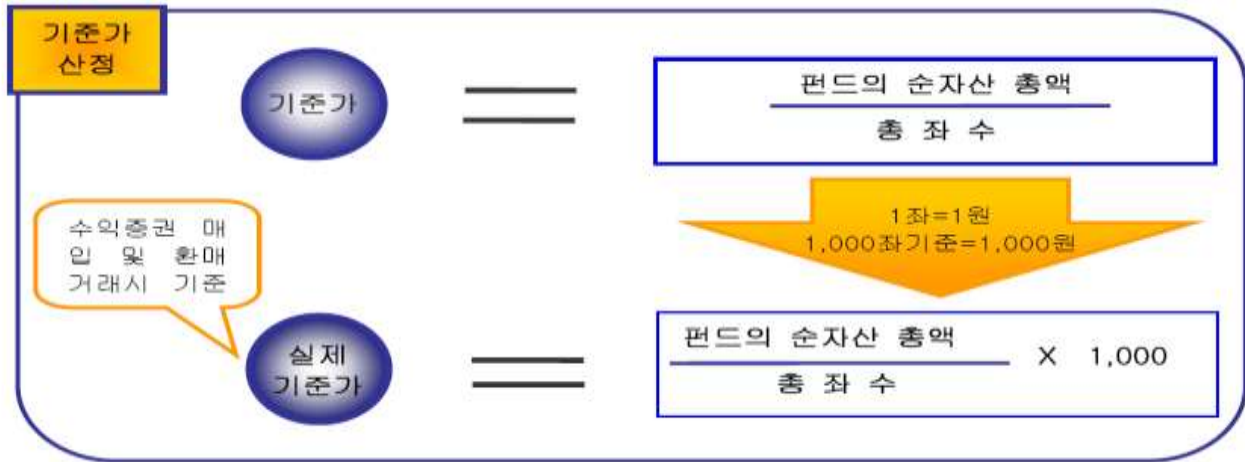 기준가
산정
기준가
펀드의 순자산 총액
총 좌 수
1좌=1원
1,000좌기준=1,000원
수익증권 매
입 및 환매
거래시 기준
실제
기준가
펀드의 순자산 총액
총 좌 수
X 1,000